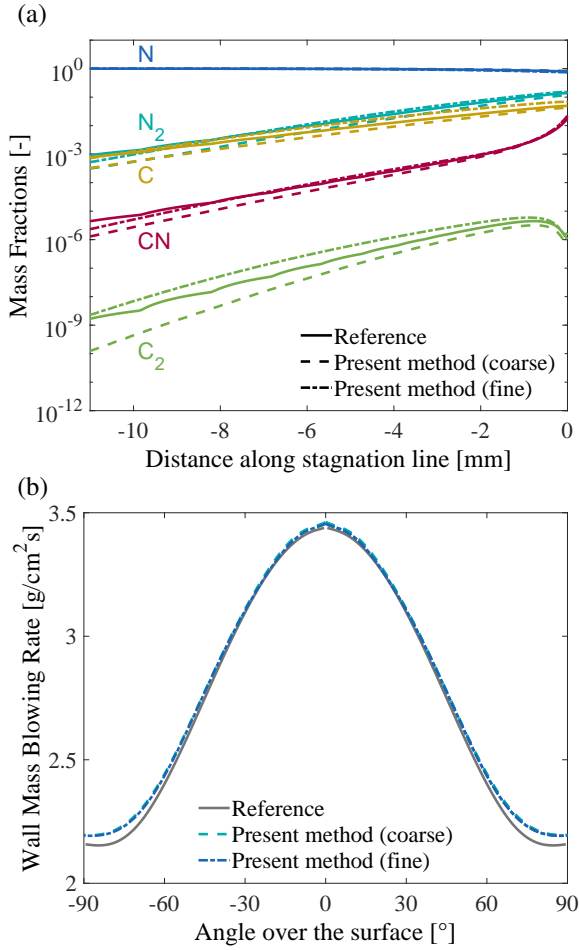 (a)
Mass Fractions [-]
10^0
10^-3
10^-6
10^-9
10^-12
N
N_2
C
CN
C_2
Reference
Present method (coarse)
Present method (fine)
-10 -8 -6 -4 -2 0
Distance along stagnation line [mm]
(b)
Wall Mass Blowing Rate [g/cm^2s]
3.5
3
2.5
2
Reference
Present method (coarse)
Present method (fine)
-90 -60 -30 0 30 60 90
Angle over the surface [°]